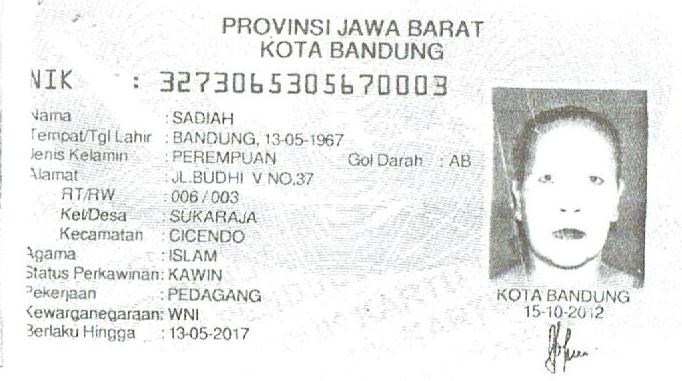 PROVINSI JAWA BARAT
KOTA BANDUNG
NIK : 3273065305670003
Nama : SADIAH
Tempat/Tgl Lahir : BANDUNG, 13-05-1967
Jenis Kelamin : PEREMPUAN Gol Darah : AB
Alamat : JL.BUDHI V NO.37
RT/RW : 006 / 003
Kel/Desa : SUKARAJA
Kecamatan : CICENDO
Agama : ISLAM
Status Perkawinan: KAWIN
Pekerjaan : PEDAGANG
Kewarganegaraan: WNI
Berlaku Hingga : 13-05-2017
KOTA BANDUNG
15-10-2012